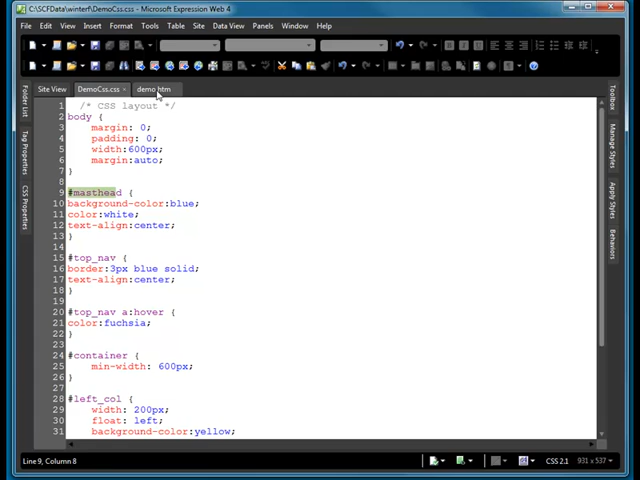 C:\SCFData\winterf\DemoCss.css - Microsoft Expression Web 4
File Edit View Insert Format Tools Table Site Data View Panels Window Help
Site View DemoCss.css × demo.htm
Folder List
Tag Properties
CSS Properties
1 /* CSS layout */
2 body {
3 margin: 0;
4 padding: 0;
5 width:600px;
6 margin:auto;
7 }
8
9 #masthead {
10 background-color:blue;
11 color:white;
12 text-align:center;
13 }
14
15 #top_nav {
16 border:3px blue solid;
17 text-align:center;
18 }
19
20 #top_nav a:hover {
21 color:fuchsia;
22 }
23
24 #container {
25 min-width: 600px;
26 }
27
28 #left_col {
29 width: 200px;
30 float: left;
31 background-color:yellow;
Toolbox
Manage Styles
Apply Styles
Behaviors
Line 9, Column 8
CSS 2.1 931 x 537